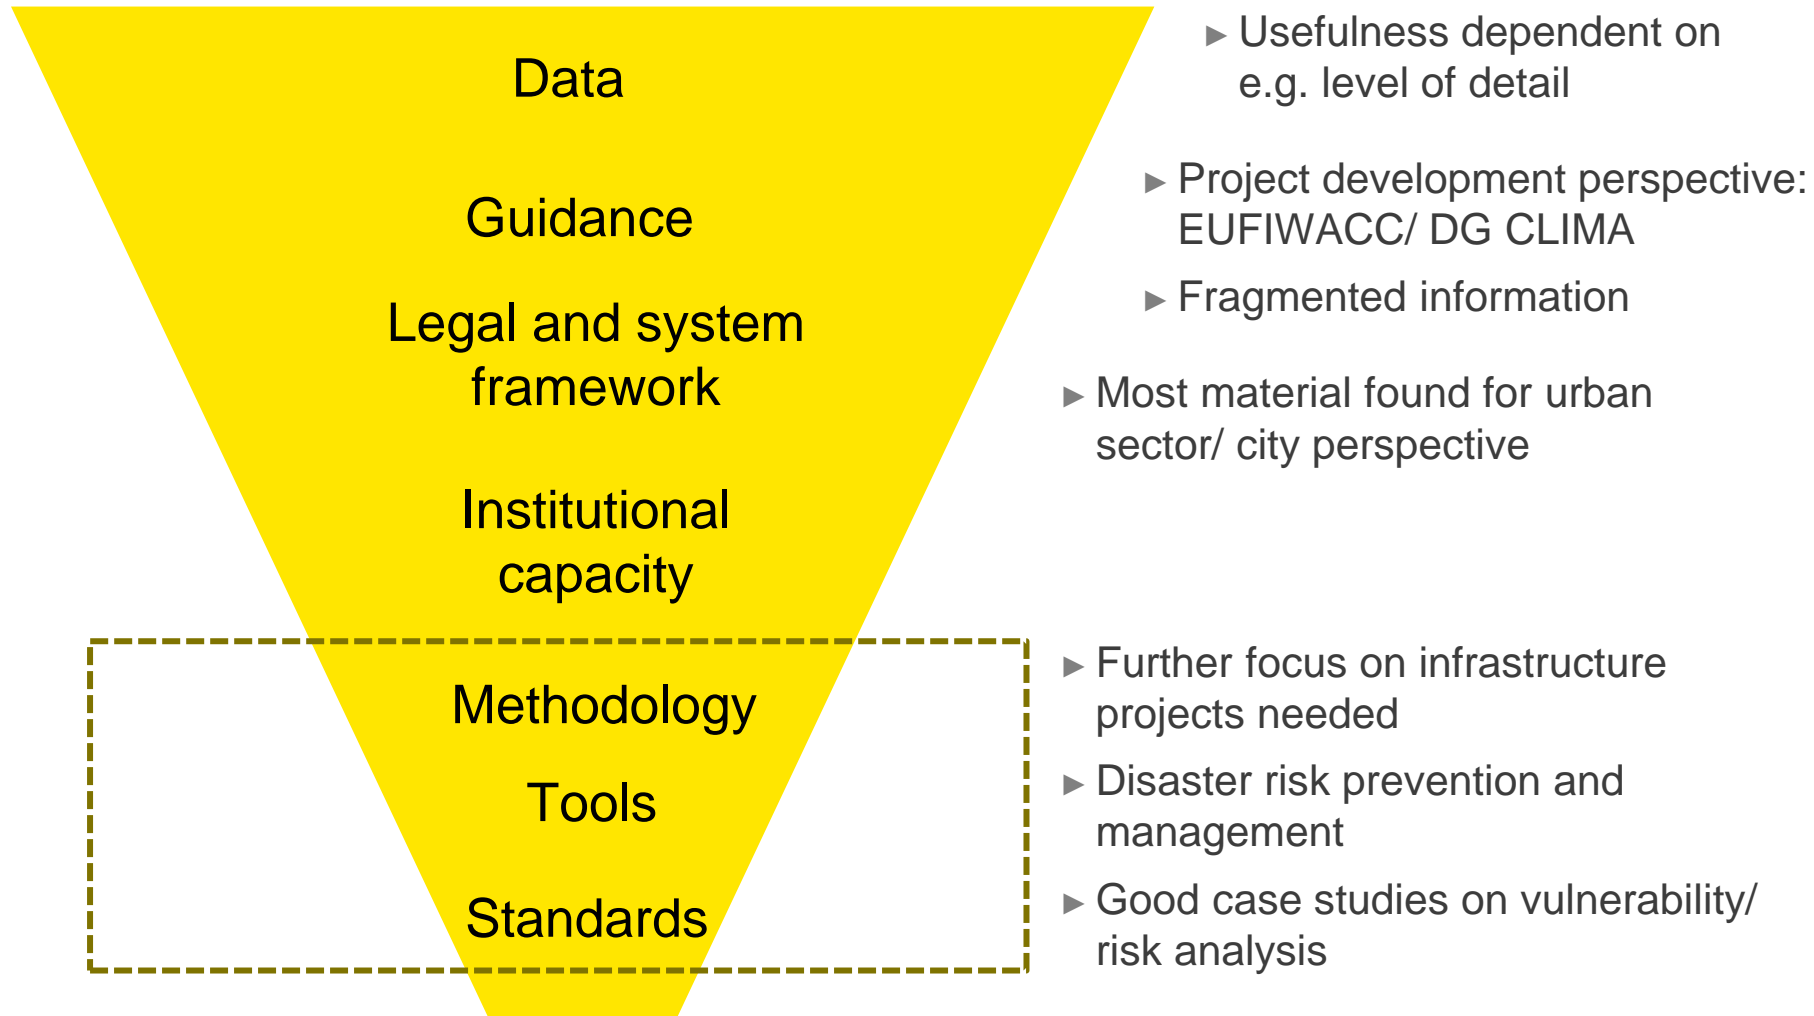 Data
► Usefulness dependent on
e.g. level of detail
Guidance
► Project development perspective:
EUFIWACC/ DG CLIMA
► Fragmented information
Legal and system
framework
► Most material found for urban
sector/ city perspective
Institutional
capacity
Methodology
► Further focus on infrastructure
projects needed
Tools
► Disaster risk prevention and
management
Standards
► Good case studies on vulnerability/
risk analysis